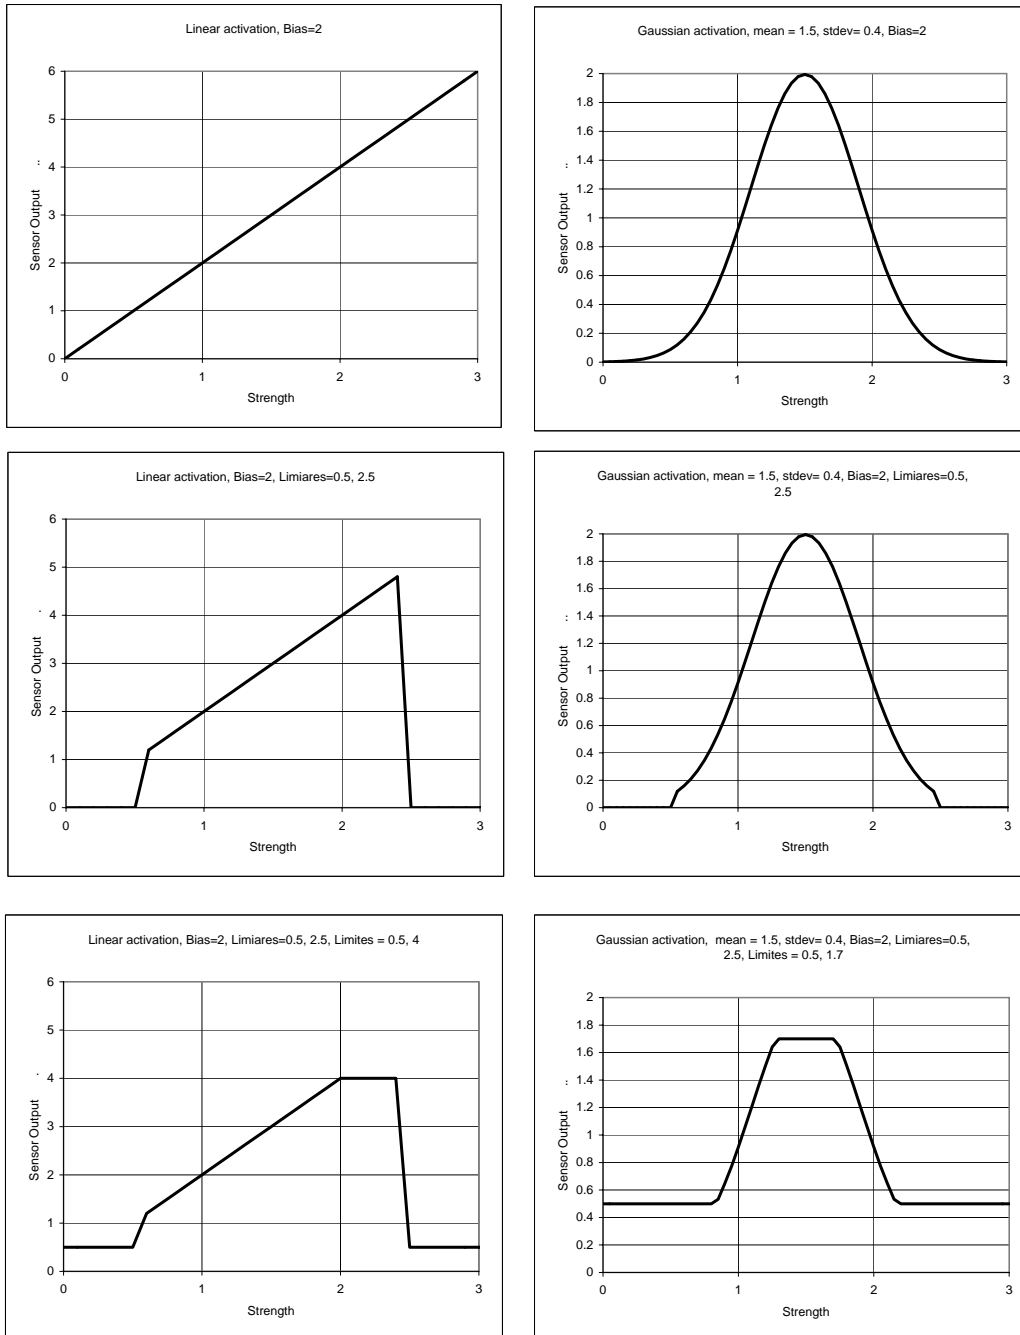 Linear activation, Bias=2
6
5
4
3
2
1
0
0 1 2 3
Sensor Output ..
Strength
Gaussian activation, mean = 1.5, stdev= 0.4, Bias=2
2
1.8
1.6
1.4
1.2
1
0.8
0.6
0.4
0.2
0
0 1 2 3
Sensor Output ..
Strength
Linear activation, Bias=2, Limiares=0.5, 2.5
6
5
4
3
2
1
0
0 1 2 3
Sensor Output .
Strength
Gaussian activation, mean = 1.5, stdev= 0.4, Bias=2, Limiares=0.5,
2.5
2
1.8
1.6
1.4
1.2
1
0.8
0.6
0.4
0.2
0
0 1 2 3
Sensor Output ..
Strength
Linear activation, Bias=2, Limiares=0.5, 2.5, Limites = 0.5, 4
6
5
4
3
2
1
0
0 1 2 3
Sensor Output .
Strength
Gaussian activation, mean = 1.5, stdev= 0.4, Bias=2, Limiares=0.5,
2.5, Limites = 0.5, 1.7
2
1.8
1.6
1.4
1.2
1
0.8
0.6
0.4
0.2
0
0 1 2 3
Sensor Output ..
Strength